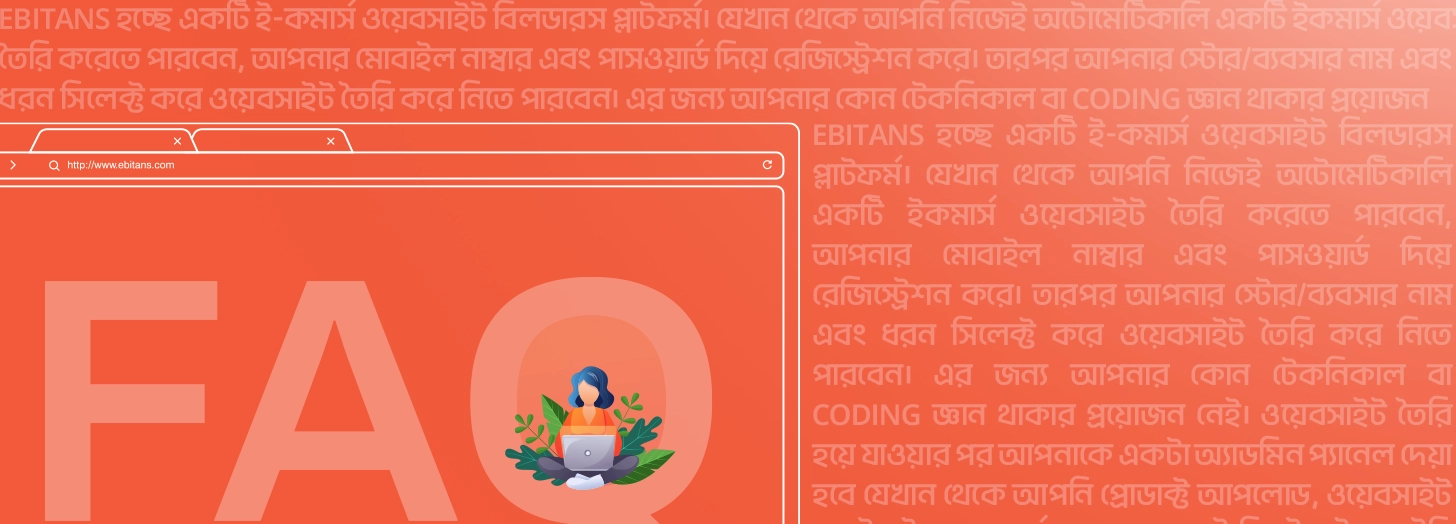 EBITANS হচ্ছে একটি ই-কমার্স ওয়েবসাইট বিলডারস প্লাটফর্ম। যেখান থেকে আপনি নিজেই অটোমেটিকালি একটি ইকমার্স ওয়েব
তৈরি করেতে পারবেন, আপনার মোবাইল নাম্বার এবং পাসওয়ার্ড দিয়ে রেজিস্ট্রেশন করে। তারপর আপনার স্টোর/ব্যবসার নাম এবং
ধরন সিলেক্ট করে ওয়েবসাইট তৈরি করে নিতে পারবেন। এর জন্য আপনার কোন টেকনিকাল বা CODING জ্ঞান থাকার প্রয়োজন
http://www.ebitans.com
FAQ
EBITANS হচ্ছে একটি ই-কমার্স ওয়েবসাইট বিলডারস
প্লাটফর্ম। যেখান থেকে আপনি নিজেই অটোমেটিকালি
একটি ইকমার্স ওয়েবসাইট তৈরি করেতে পারবেন,
আপনার মোবাইল নাম্বার এবং পাসওয়ার্ড দিয়ে
রেজিস্ট্রেশন করে। তারপর আপনার স্টোর/ব্যবসার নাম
এবং ধরন সিলেক্ট করে ওয়েবসাইট তৈরি করে নিতে
পারবেন। এর জন্য আপনার কোন টেকনিকাল বা
CODING জ্ঞান থাকার প্রয়োজন নেই। ওয়েবসাইট তৈরি
হয়ে যাওয়ার পর আপনাকে একটা অ্যাডমিন প্যানেল দেয়া
হবে যেখান থেকে আপনি প্রোডাক্ট আপলোড, ওয়েবসাইট